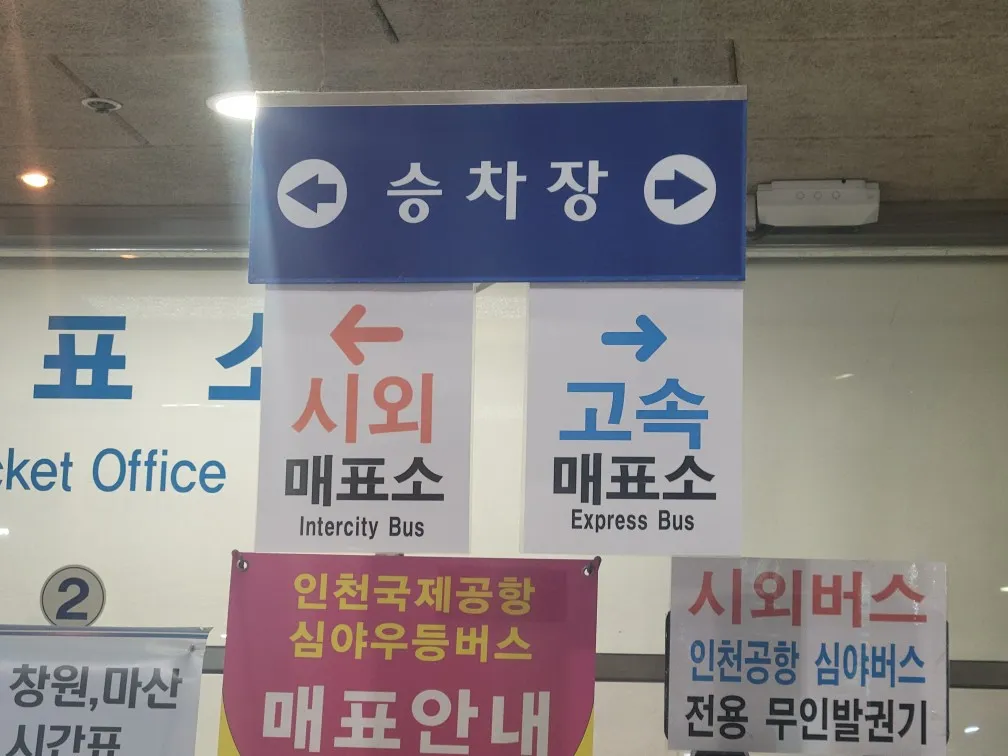 승차장
시외
매표소
Intercity Bus
고속
매표소
Express Bus
표
Office
2
창원,마산
시간표
인천국제공항
심야우등버스
매표안내
시외버스
인천공항 심야버스
전용 무인발권기